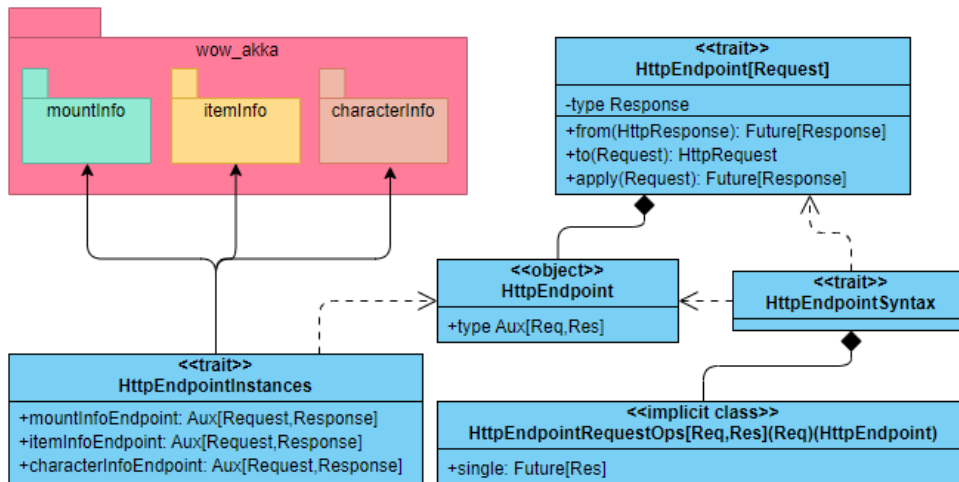 wow_akka
mountInfo
itemInfo
characterInfo
<<trait>>
HttpEndpoint[Request]
-type Response
+from(HttpResponse): Future[Response]
+to(Request): HttpRequest
+apply(Request): Future[Response]
<<object>>
HttpEndpoint
+type Aux[Req,Res]
<<trait>>
HttpEndpointSyntax
<<trait>>
HttpEndpointInstances
+mountInfoEndpoint: Aux[Request,Response]
+itemInfoEndpoint: Aux[Request,Response]
+characterInfoEndpoint: Aux[Request,Response]
<<implicit class>>
HttpEndpointRequestOps[Req,Res](Req)(HttpEndpoint)
+single: Future[Res]